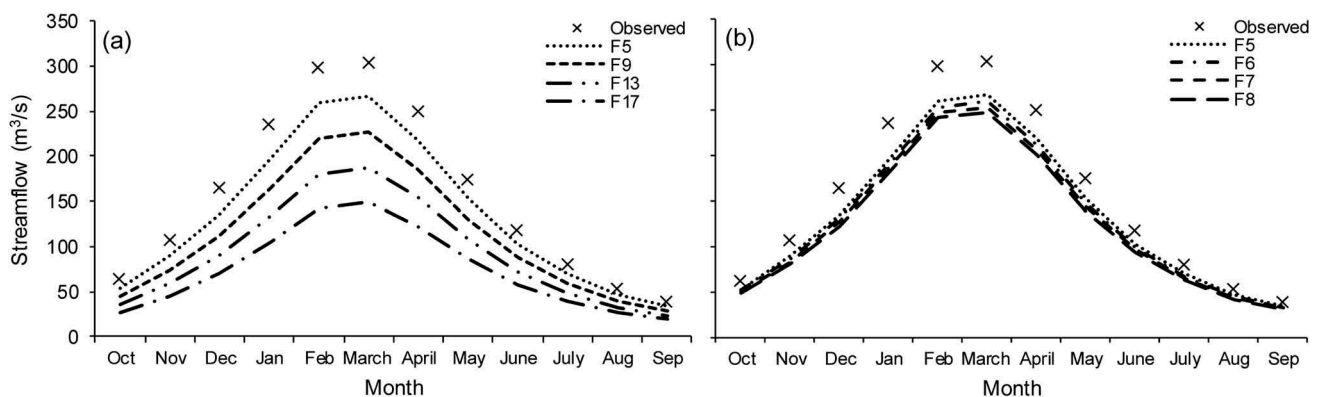 (a)
350
300
250
200
150
100
50
0
Streamflow (m³/s)
Observed
F5
F9
F13
F17
Oct Nov Dec Jan Feb March April May June July Aug Sep
Month
(b)
Observed
F5
F6
F7
F8
Oct Nov Dec Jan Feb March April May June July Aug Sep
Month